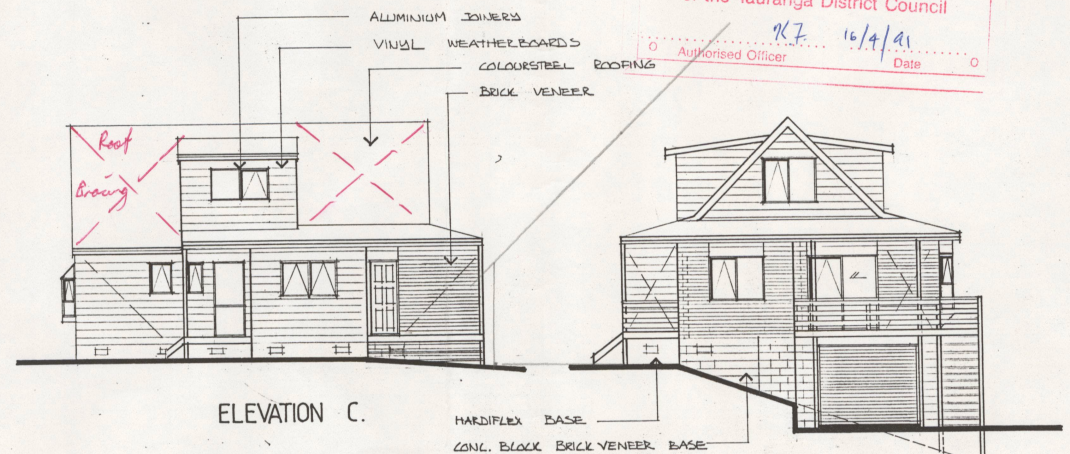 ALUMINIUM JOINERY
VINYL WEATHERBOARDS
COLOURSTEEL ROOFING
BRICK VENEER
the Tauranga District Council
16/4/91
Authorised Officer
Date
Roof
Bracing
ELEVATION C.
HARDIFLEX BASE
CONC. BLOCK BRICK VENEER BASE